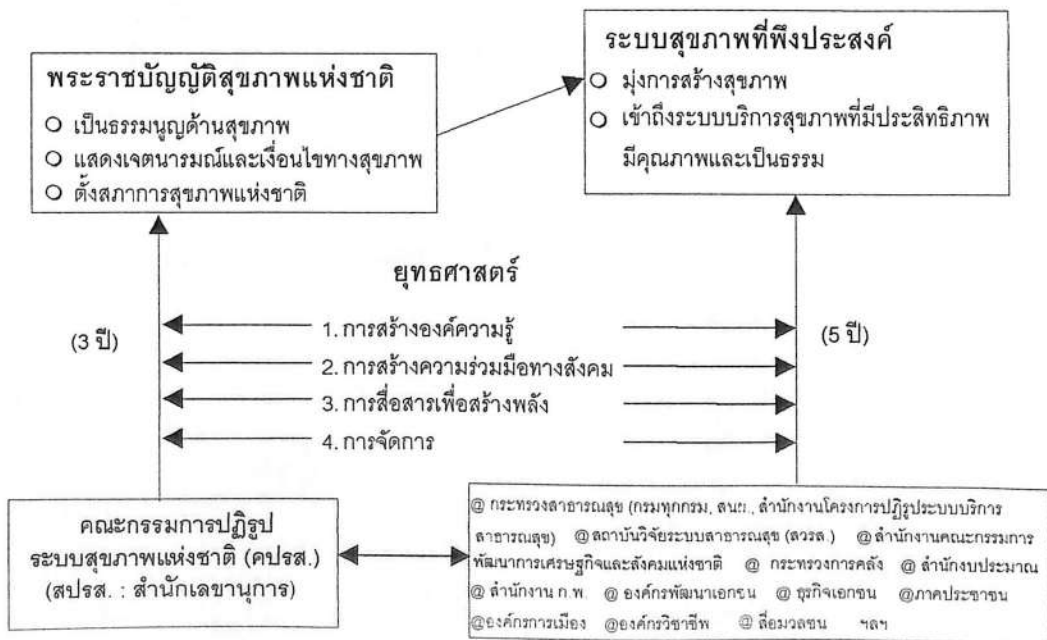 พระราชบัญญัติสุขภาพแห่งชาติ
○ เป็นธรรมนูญด้านสุขภาพ
○ แสดงเจตนารมณ์และเงื่อนไขทางสุขภาพ
○ ตั้งสภาการสุขภาพแห่งชาติ
ระบบสุขภาพที่พึงประสงค์
○ มุ่งการสร้างสุขภาพ
○ เข้าถึงระบบบริการสุขภาพที่มีประสิทธิภาพ
มีคุณภาพและเป็นธรรม
ยุทธศาสตร์
(3 ปี)
1. การสร้างองค์ความรู้
2. การสร้างความร่วมมือทางสังคม
3. การสื่อสารเพื่อสร้างพลัง
4. การจัดการ
(5 ปี)
คณะกรรมการปฏิรูป
ระบบสุขภาพแห่งชาติ (คปรส.)
(สปรส. : สำนักเลขานุการ)
@ กระทรวงสาธารณสุข (กรมทุกกรม, สนย., สำนักงานโครงการปฏิรูประบบบริการ
สาธารณสุข) @สถาบันวิจัยระบบสาธารณสุข (สวรส.) @สำนักงานคณะกรรมการ
พัฒนาการเศรษฐกิจและสังคมแห่งชาติ @ กระทรวงการคลัง @ สำนักงบประมาณ
@ สำนักงาน ก.พ. @ องค์กรพัฒนาเอกชน @ ธุรกิจเอกชน @ภาคประชาชน
@องค์กรการเมือง @องค์กรวิชาชีพ @ สื่อมวลชน ฯลฯ